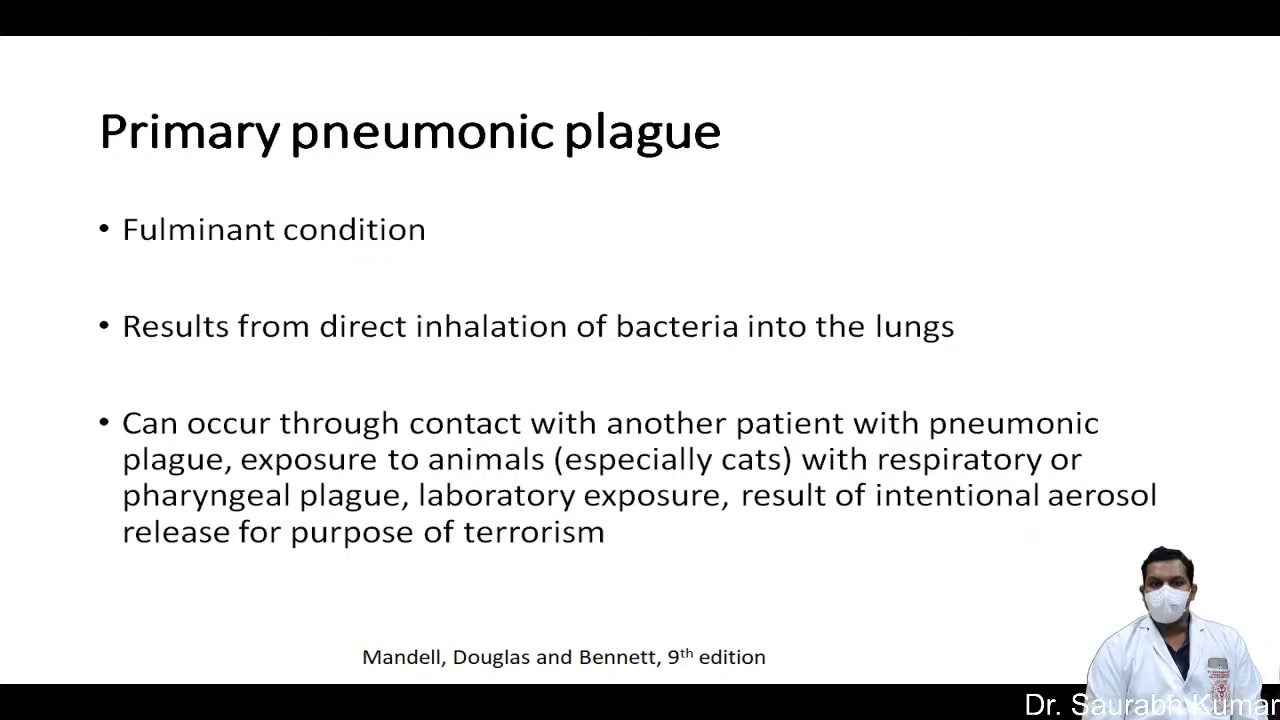 Primary pneumonic plague
• Fulminant condition
• Results from direct inhalation of bacteria into the lungs
• Can occur through contact with another patient with pneumonic
plague, exposure to animals (especially cats) with respiratory or
pharyngeal plague, laboratory exposure, result of intentional aerosol
release for purpose of terrorism
Mandell, Douglas and Bennett, 9th edition
Dr. Saurabh Kumar